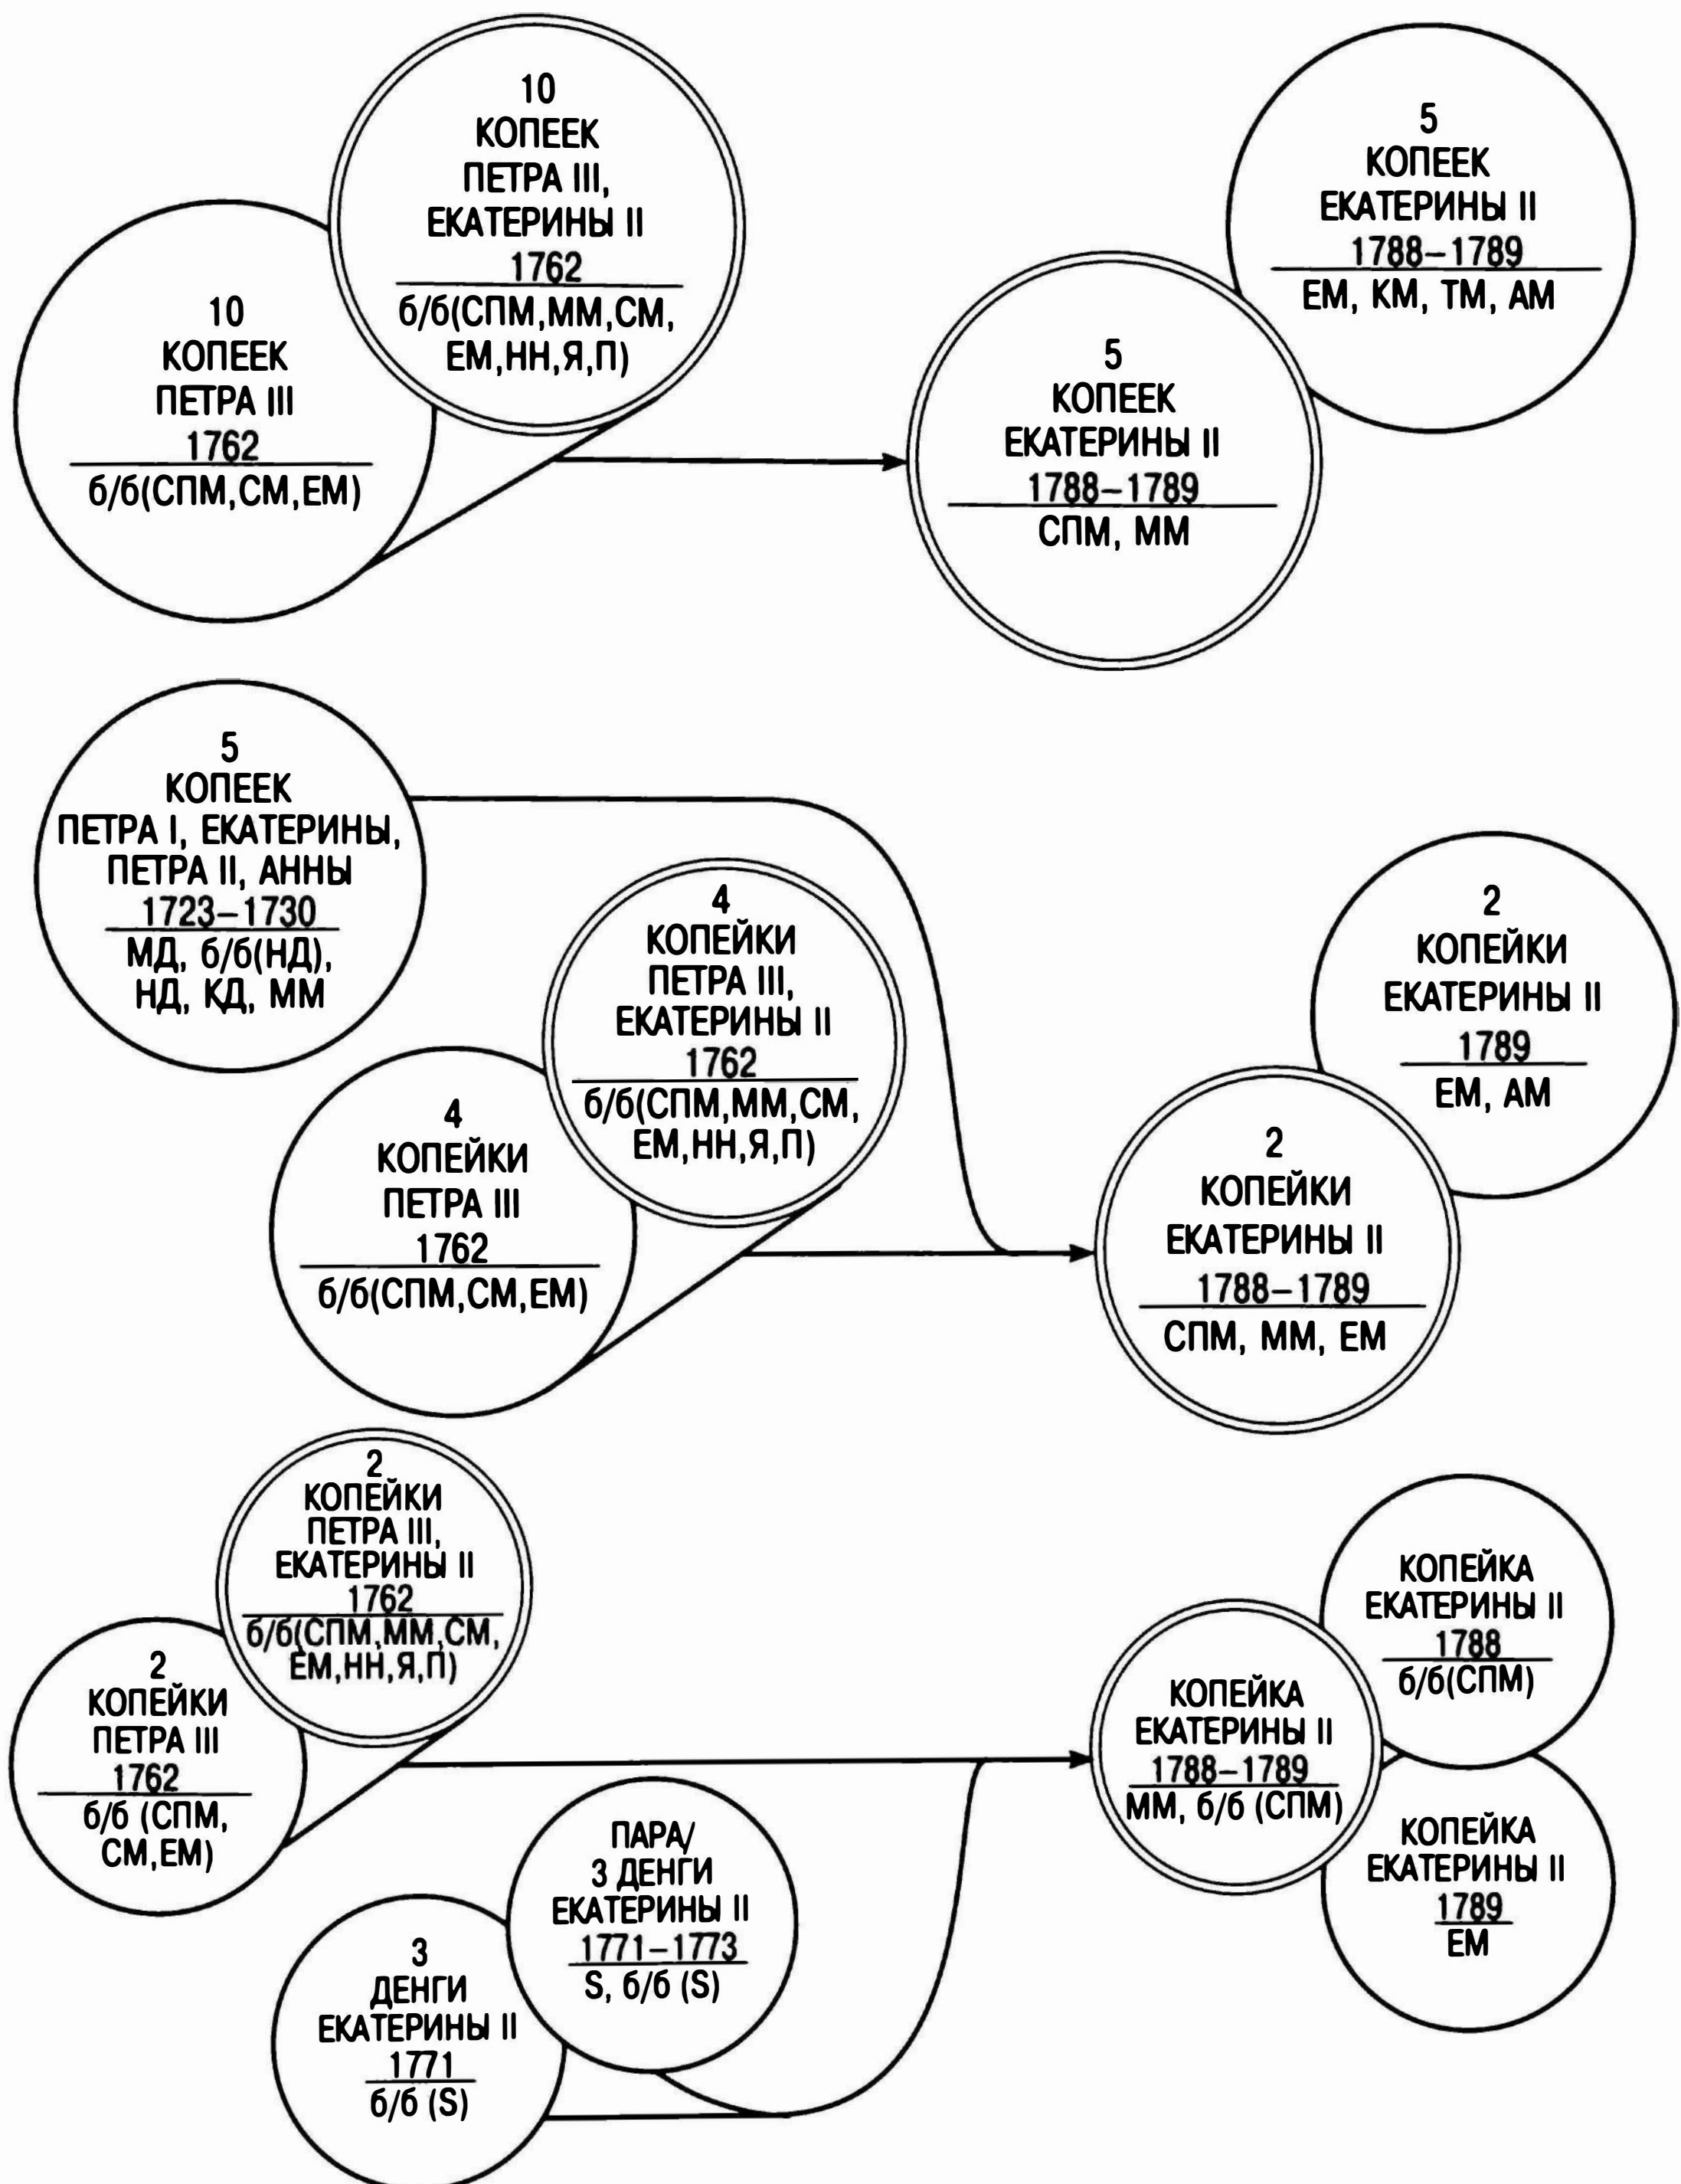 10
КОПЕЕК
ПЕТРА III,
ЕКАТЕРИНЫ II
1762
б/б(СПМ,ММ,СМ,
ЕМ,НН,Я,П)
10
КОПЕЕК
ПЕТРА III
1762
б/б(СПМ,СМ,ЕМ)
5
КОПЕЕК
ЕКАТЕРИНЫ II
1788–1789
ЕМ, КМ, ТМ, АМ
5
КОПЕЕК
ЕКАТЕРИНЫ II
1788–1789
СПМ, ММ
5
КОПЕЕК
ПЕТРА I, ЕКАТЕРИНЫ,
ПЕТРА II, АННЫ
1723–1730
МД, б/б(НД),
НД, КД, ММ
4
КОПЕЙКИ
ПЕТРА III,
ЕКАТЕРИНЫ II
1762
б/б(СПМ,ММ,СМ,
ЕМ,НН,Я,П)
4
КОПЕЙКИ
ПЕТРА III
1762
б/б(СПМ,СМ,ЕМ)
2
КОПЕЙКИ
ЕКАТЕРИНЫ II
1789
ЕМ, АМ
2
КОПЕЙКИ
ЕКАТЕРИНЫ II
1788–1789
СПМ, ММ, ЕМ
2
КОПЕЙКИ
ПЕТРА III,
ЕКАТЕРИНЫ II
1762
б/б(СПМ,ММ,СМ,
ЕМ,НН,Я,П)
2
КОПЕЙКИ
ПЕТРА III
1762
б/б (СПМ,
СМ,ЕМ)
ПАРА/
3 ДЕНГИ
ЕКАТЕРИНЫ II
1771–1773
S, б/б (S)
3
ДЕНГИ
ЕКАТЕРИНЫ II
1771
б/б (S)
КОПЕЙКА
ЕКАТЕРИНЫ II
1788
б/б(СПМ)
КОПЕЙКА
ЕКАТЕРИНЫ II
1788–1789
ММ, б/б (СПМ)
КОПЕЙКА
ЕКАТЕРИНЫ II
1789
ЕМ